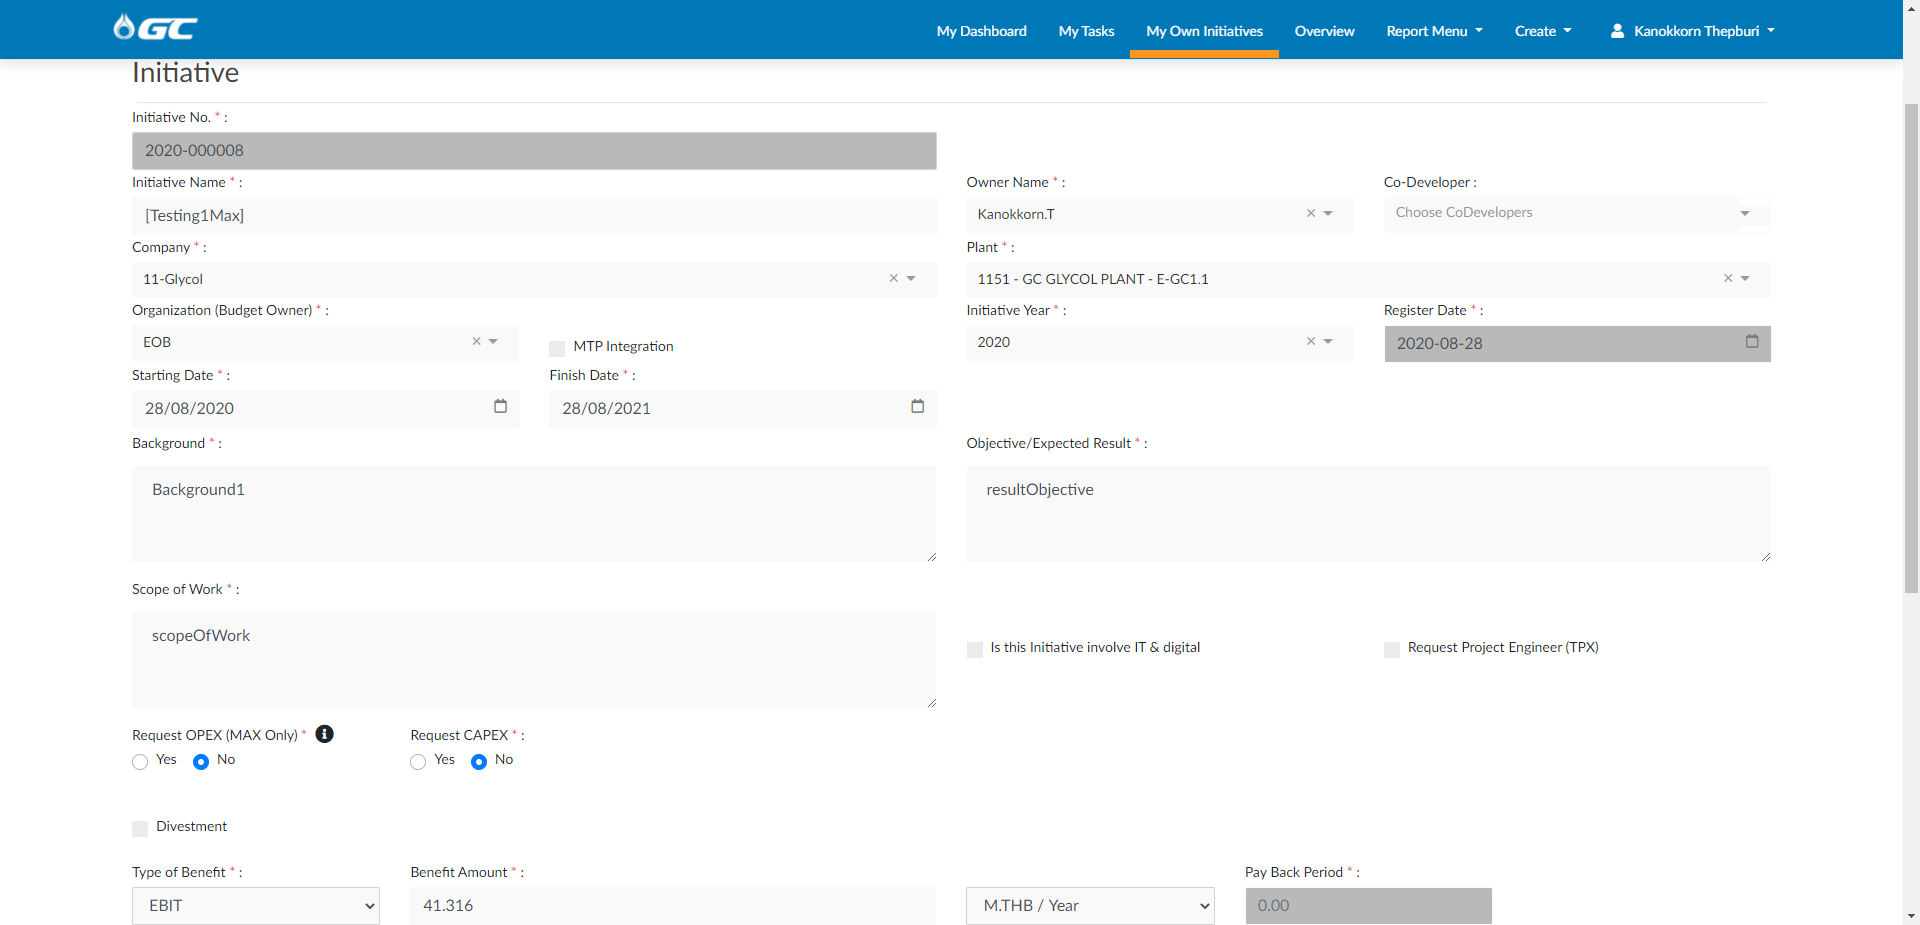 GC
My Dashboard My Tasks My Own Initiatives Overview Report Menu Create Kanokkorn Thepburi
Initiative
Initiative No. * :
2020-000008
Initiative Name * : Owner Name * : Co-Developer :
[Testing1Max] Kanokkorn.T × Choose CoDevelopers
Company * : Plant * :
11-Glycol × 1151 - GC GLYCOL PLANT - E-GC1.1 ×
Organization (Budget Owner) * : Initiative Year * : Register Date * :
EOB × MTP Integration 2020 × 2020-08-28
Starting Date * : Finish Date * :
28/08/2020 28/08/2021
Background * : Objective/Expected Result * :
Background1 resultObjective
Scope of Work * :
scopeOfWork
Is this Initiative involve IT & digital Request Project Engineer (TPX)
Request OPEX (MAX Only) * Request CAPEX * :
Yes No Yes No
Divestment
Type of Benefit * : Benefit Amount * : Pay Back Period * :
EBIT 41.316 M.THB / Year 0.00